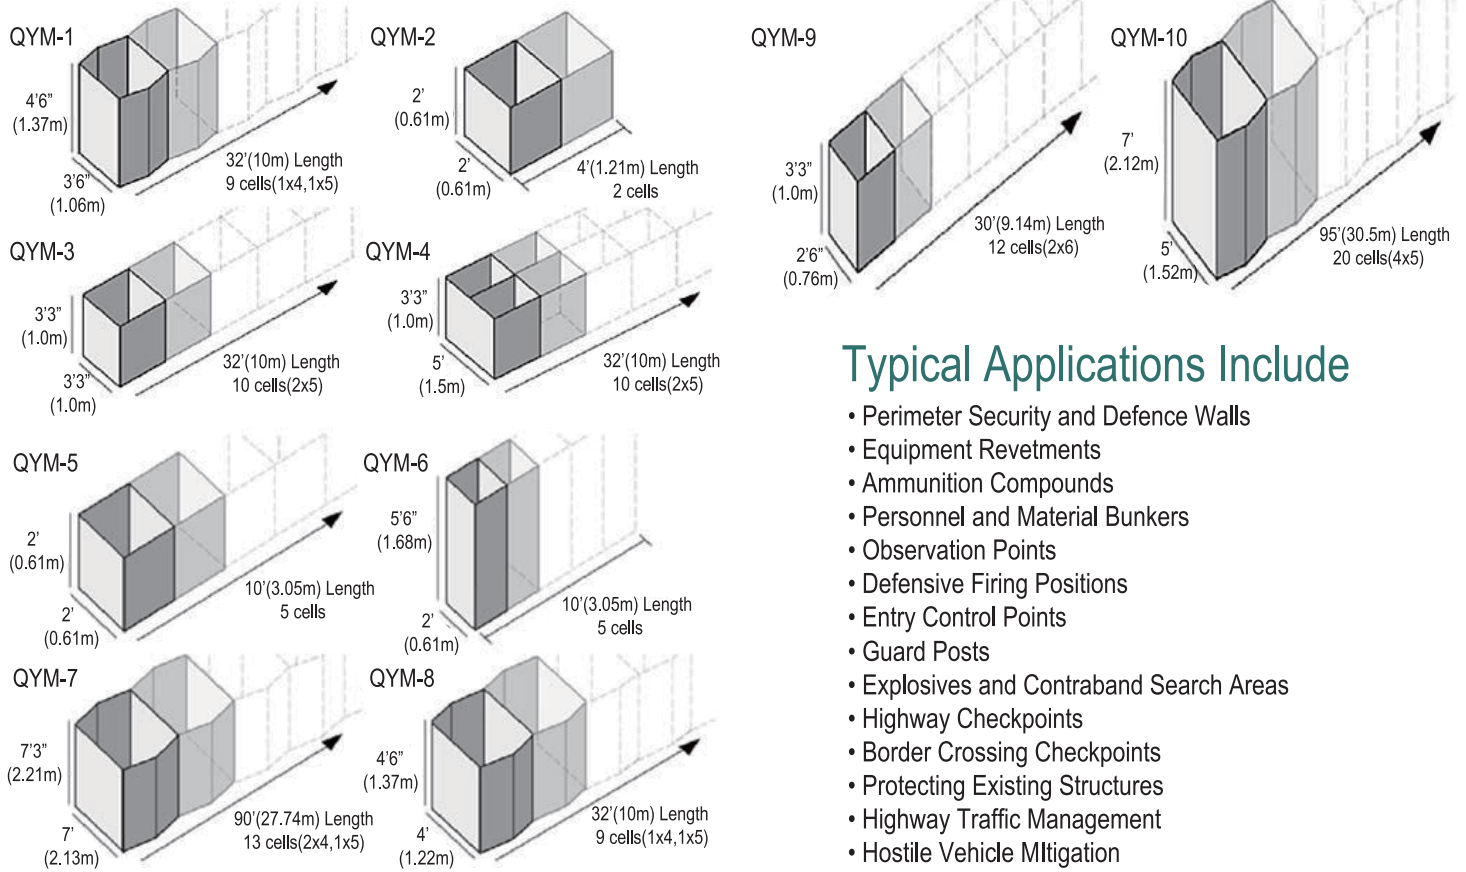 QYM-1
4'6”
(1.37m)
3'6”
(1.06m)
32'(10m) Length
9 cells(1x4,1x5)
QYM-2
2'
(0.61m)
2'
(0.61m)
4'(1.21m) Length
2 cells
QYM-3
3'3”
(1.0m)
3'3”
(1.0m)
32'(10m) Length
10 cells(2x5)
QYM-4
3'3”
(1.0m)
5'
(1.5m)
32'(10m) Length
10 cells(2x5)
QYM-5
2'
(0.61m)
2'
(0.61m)
10'(3.05m) Length
5 cells
QYM-6
5'6”
(1.68m)
2'
(0.61m)
10'(3.05m) Length
5 cells
QYM-7
7'3”
(2.21m)
7'
(2.13m)
90'(27.74m) Length
13 cells(2x4,1x5)
QYM-8
4'6”
(1.37m)
4'
(1.22m)
32'(10m) Length
9 cells(1x4,1x5)
QYM-9
3'3”
(1.0m)
2'6”
(0.76m)
30'(9.14m) Length
12 cells(2x6)
QYM-10
7'
(2.12m)
5'
(1.52m)
95'(30.5m) Length
20 cells(4x5)
Typical Applications Include
• Perimeter Security and Defence Walls
• Equipment Revetments
• Ammunition Compounds
• Personnel and Material Bunkers
• Observation Points
• Defensive Firing Positions
• Entry Control Points
• Guard Posts
• Explosives and Contraband Search Areas
• Highway Checkpoints
• Border Crossing Checkpoints
• Protecting Existing Structures
• Highway Traffic Management
• Hostile Vehicle MItigation